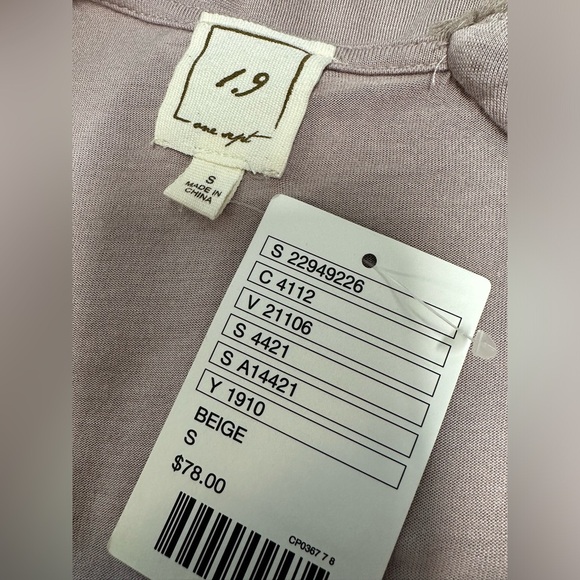 1.9
one sept
S
MADE IN
CHINA
S 22949226
C 4112
V 21106
S 4421
S A14421
Y 1910
BEIGE
S
$78.00
CP0367 7 8